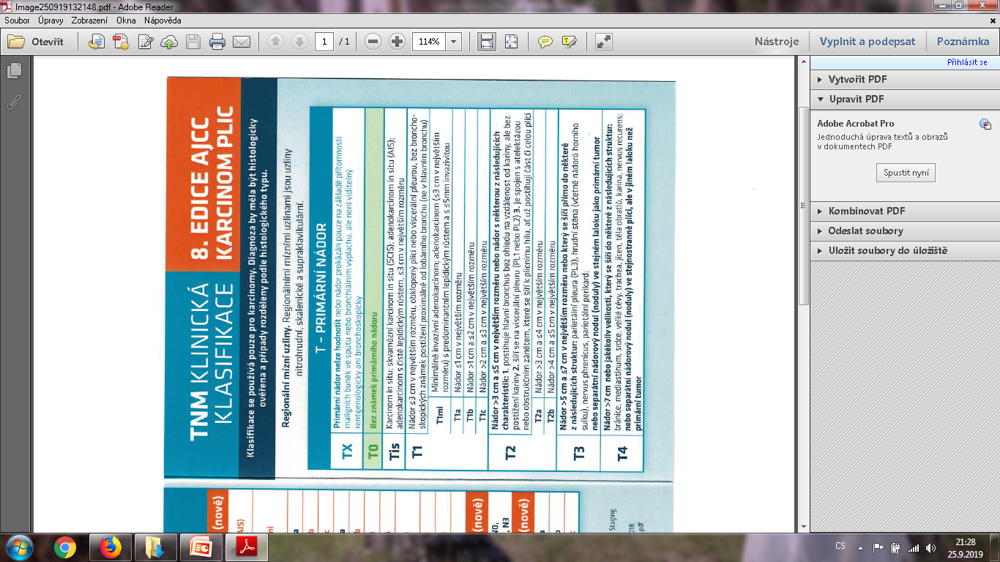 Image250919132148.pdf - Adobe Reader
Soubor Úpravy Zobrazení Okna Nápověda
Otevřít
1 / 1
114%
Nástroje
Vyplnit a podepsat
Poznámka
Přihlásit se
Vytvořit PDF
Upravit PDF
Adobe Acrobat Pro
Jednoduchá úprava textů a obrazů
v dokumentech PDF
Spustit nyní
Kombinovat PDF
Odeslat soubory
Uložit soubory do úložiště
TNM KLINICKÁ
KLASIFIKACE
8. EDICE AJCC
KARCINOM PLIC
Klasifikace se používá pouze pro karcinomy. Diagnóza by měla být histologicky
ověřena a případy rozděleny podle histologického typu.
Regionální mízní uzliny. Regionálními mízními uzlinami jsou uzliny
nitrohrudní, skalenické a supraklavikulární.
T – PRIMÁRNÍ NÁDOR
TX
Primární nádor nelze hodnotit nebo nádor prokázán pouze na základě přítomnosti
maligních buněk ve sputu nebo bronchiálním výplachu, ale není viditelný
rentgenologicky ani bronchoskopicky
T0
Bez známek primárního nádoru
Tis
Karcinom in situ; skvamózní karcinom in situ (SCIS); adenokarcinom in situ (AIS):
adenokarcinom s čistě lepidickým růstem, ≤3 cm v největším rozměru
T1
Nádor ≤3 cm v největším rozměru, obklopený plící nebo viscerální pleurou, bez broncho-
skopických známek postižení proximálně od lobárního bronchu (ne v hlavním bronchu)
T1mi
Minimálně invazivní adenokarcinom; adenokarcinom (≤3 cm v největším
rozměru) s predominantním lepidickým růstem a s ≤5mm invazivitou
T1a
Nádor ≤1 cm v největším rozměru
T1b
Nádor >1 cm a ≤2 cm v největším rozměru
T1c
Nádor >2 cm a ≤3 cm v největším rozměru
T2
Nádor >3 cm a ≤5 cm v největším rozměru nebo nádor s některou z následujících
charakteristik: 1. postihuje hlavní bronchus bez ohledu na vzdálenost od kariny, ale bez
postižení kariny 2. šíří se na viscerální pleuru (PL1 nebo PL2) 3. je spojen s atelektázou
nebo obstrukčním zánětem, které se šíří k plicnímu hilu, ať už postihují část či celou plíci
T2a
Nádor >3 cm a ≤4 cm v největším rozměru
T2b
Nádor >4 cm a ≤5 cm v největším rozměru
T3
Nádor >5 cm a ≤7 cm v největším rozměru nebo který se šíří přímo do některé
z následujících struktur: parietální pleura (PL3), hrudní stěna (včetně nádorů horního
sulku), nervus phrenicus, parietální perikard;
nebo separátní nádorový nodul (noduly) ve stejném laloku jako primární tumor
T4
Nádor >7 cm nebo jakékoliv velikosti, který se šíří do některé z následujících struktur:
bránice, mediastinum, srdce, velké cévy, trachea, jícen, těla obratlů, karina, nervus recurens;
nebo separátní nádorový nodul (noduly) ve stejnostranné plíci, ale v jiném laloku než
primární tumor
(nově)
(nově)
N0,
N3
(nově)
Staging
CS
21:28
25.9.2019